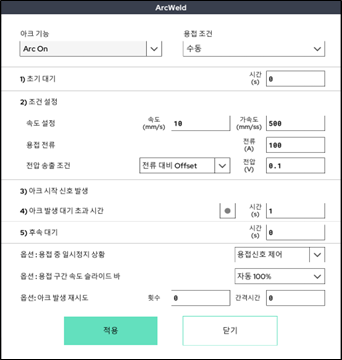 ArcWeld
아크 기능 용접 조건
Arc On 수동
1) 초기 대기 시간 (s) 0
2) 조건 설정
속도 설정 속도 (mm/s) 10 가속도 (mm/ss) 500
용접 전류 전류 (A) 100
전압 송출 조건 전류 대비 Offset 전압 (V) 0.1
3) 아크 시작 신호 발생
4) 아크 발생 대기 초과 시간 시간 (s) 1
5) 후속 대기 시간 (s) 0
옵션 : 용접 중 일시정지 상황 용접신호 제어
옵션 : 용접 구간 속도 슬라이드 바 자동 100%
옵션: 아크 발생 재시도 횟수 0 간격시간 0
적용 닫기